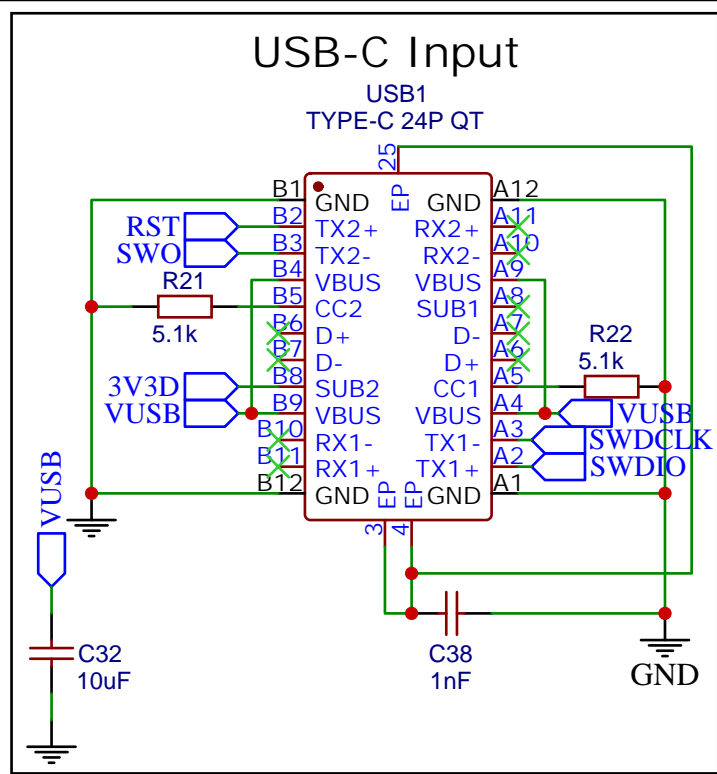 USB-C Input
USB1
TYPE-C 24P QT
25
EP
B1 GND GND A12
RST B2 TX2+ RX2+ A11
SWO B3 TX2- RX2- A10
B4 VBUS VBUS A9
R21
5.1k
B5 CC2 SUB1 A8
B6 D+ D- A7
B7 D- D+ A6
R22
5.1k
3V3D B8 SUB2 CC1 A5
VUSB B9 VBUS VBUS A4 VUSB
B10 RX1- TX1- A3 SWDCLK
B11 RX1+ TX1+ A2 SWDIO
B12 GND EP EP GND A1
3 4
VUSB
C32
10uF
C38
1nF
GND